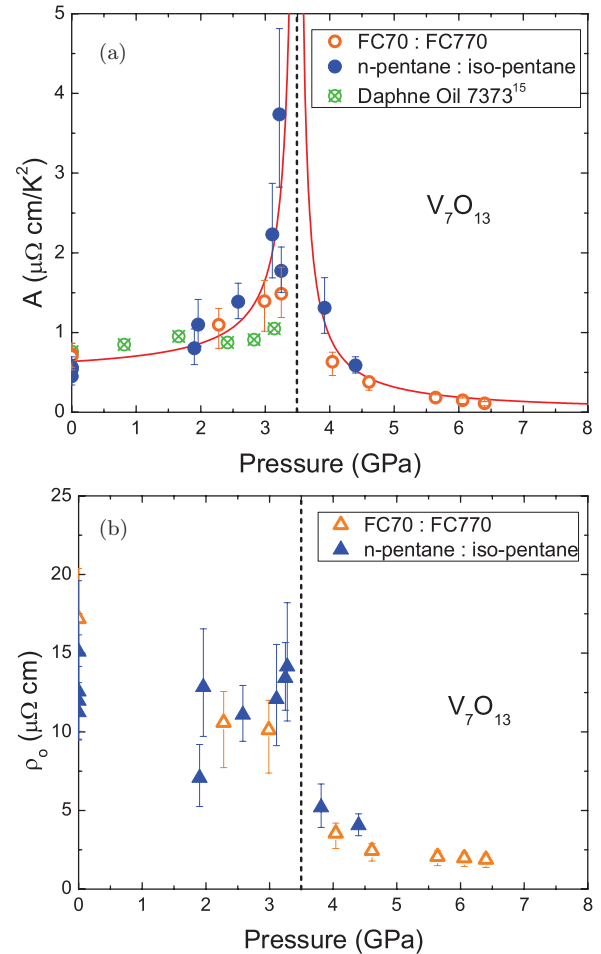 (a)
FC70 : FC770
n-pentane : iso-pentane
Daphne Oil 7373¹⁵
V₇O₁₃
A (μΩ cm/K²)
5
4
3
2
1
0
0 1 2 3 4 5 6 7 8
Pressure (GPa)
(b)
FC70 : FC770
n-pentane : iso-pentane
V₇O₁₃
ρₒ (μΩ cm)
25
20
15
10
5
0
0 1 2 3 4 5 6 7 8
Pressure (GPa)